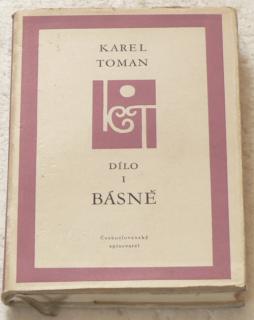 KAREL
TOMAN
DÍLO
I
BÁSNĚ
Československý
spisovatel